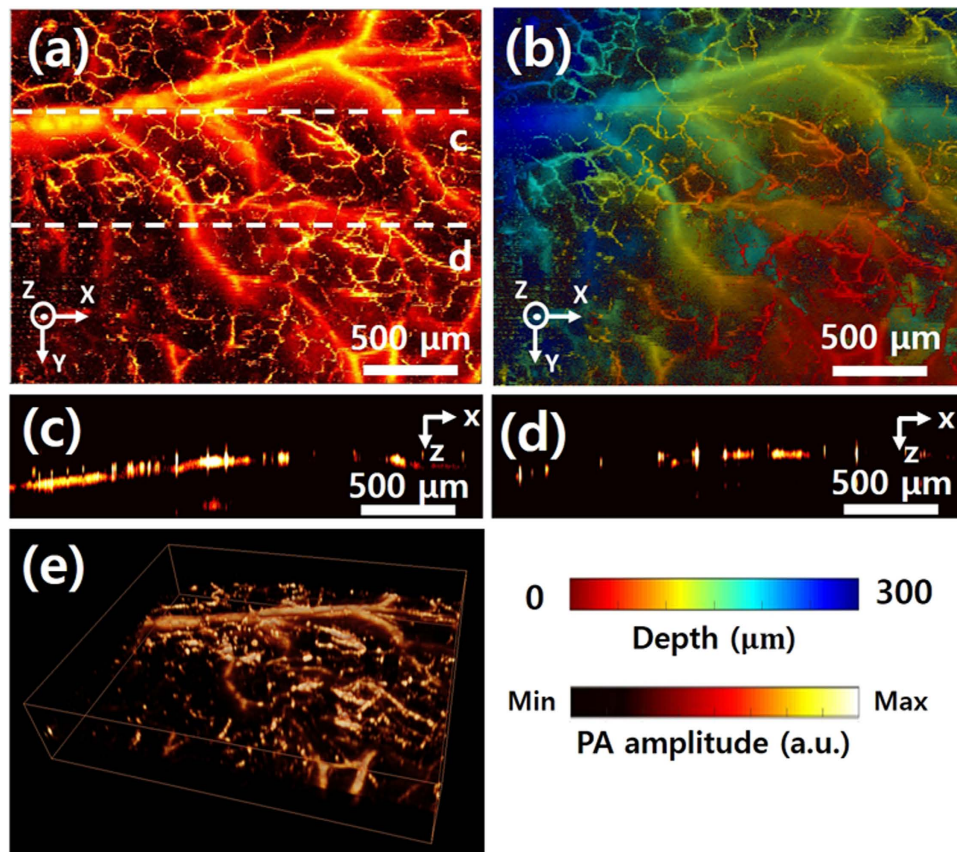 (a)
c
d
Z
X
Y
500 µm
(b)
Z
X
Y
500 µm
(c)
x
z
500 µm
(d)
x
z
500 µm
(e)
0
300
Depth (µm)
Min
Max
PA amplitude (a.u.)